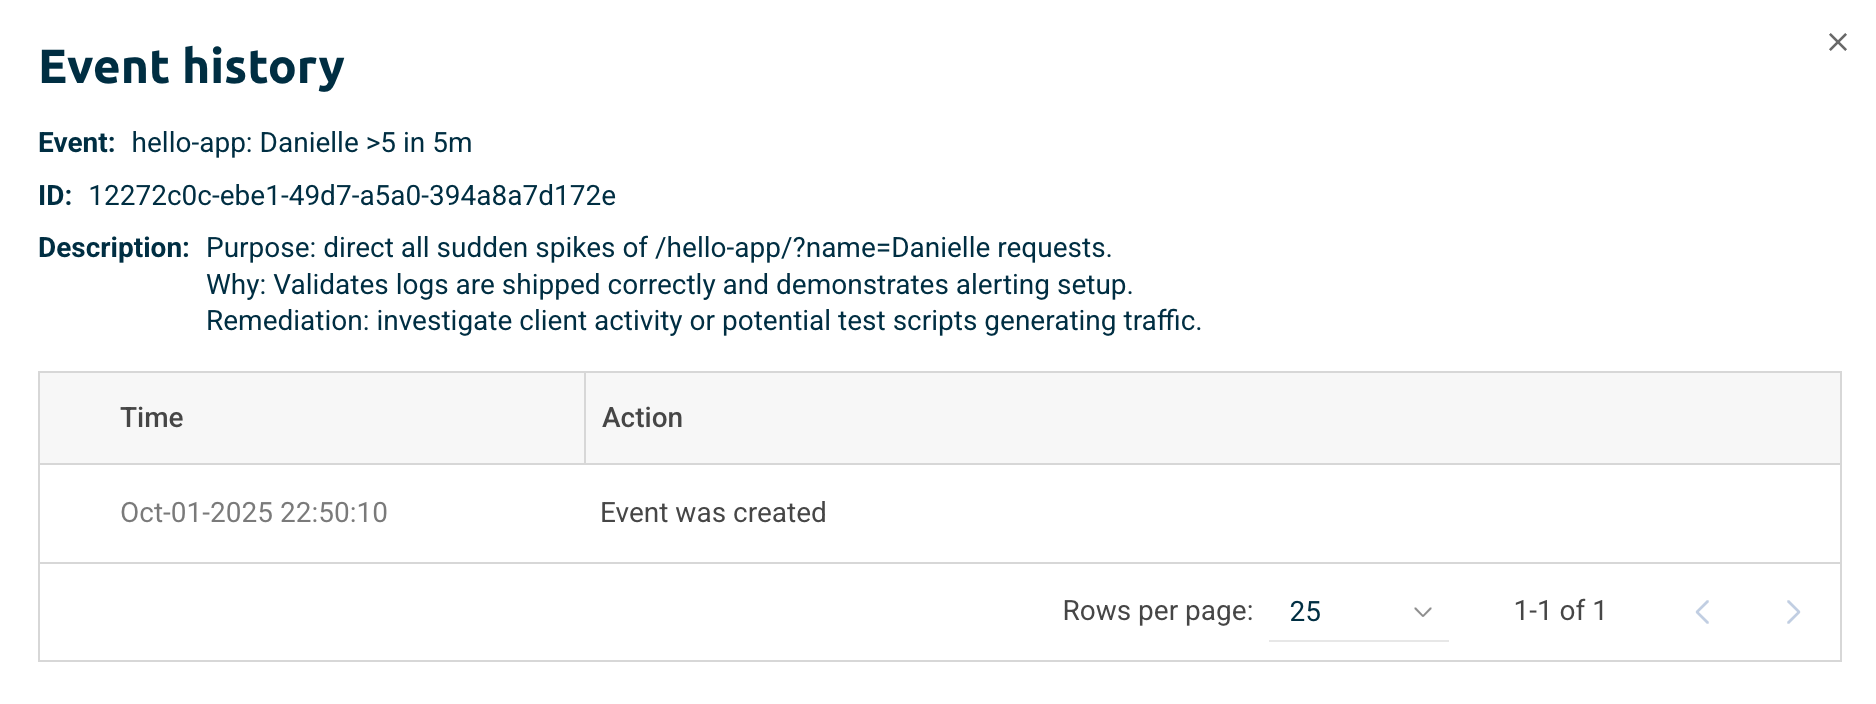 Event history
Event: hello-app: Danielle >5 in 5m
ID: 12272c0c-ebe1-49d7-a5a0-394a8a7d172e
Description: Purpose: direct all sudden spikes of /hello-app/?name=Danielle requests.
Why: Validates logs are shipped correctly and demonstrates alerting setup.
Remediation: investigate client activity or potential test scripts generating traffic.
Time Action
Oct-01-2025 22:50:10 Event was created
Rows per page: 25 1-1 of 1